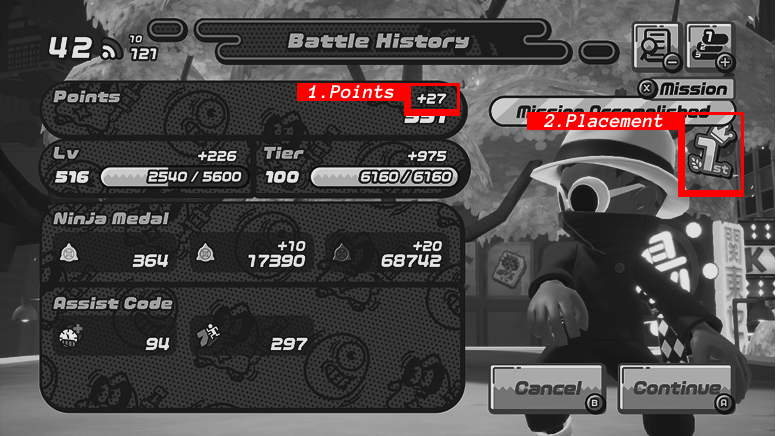 42
10
121
Battle History
1
−
+
Points
1.Points
+27
X Mission
Mission Accomplished
2.Placement
1st
Lv
+226
516
2540 / 5600
Tier
+975
100
6160 / 6160
Ninja Medal
364
+10
17390
+20
68742
Assist Code
94
297
Cancel
B
Continue
A